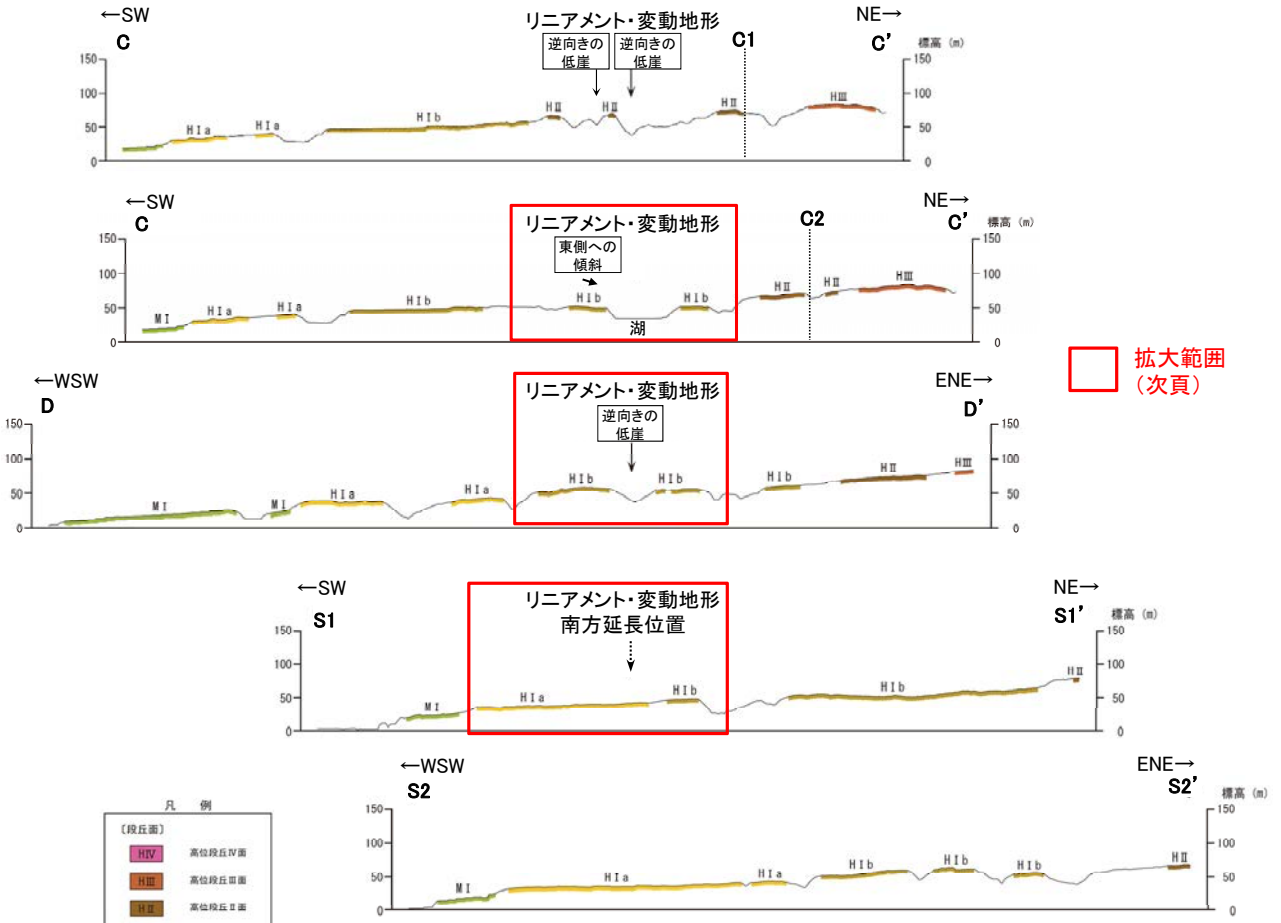 ←SW
C
リニアメント・変動地形
NE→
C'
逆向きの
低崖
逆向きの
低崖
C1
標高 (m)
150
100
50
0
HⅠa
HⅠa
HⅠb
HⅡ
HⅡ
HⅡ
HⅢ
150
100
50
0
←SW
C
リニアメント・変動地形
NE→
C'
東側への
傾斜
C2
標高 (m)
150
100
50
0
MⅠ
HⅠa
HⅠa
HⅠb
HⅠb
湖
HⅠb
HⅡ
HⅡ
HⅢ
150
100
50
0
拡大範囲
(次頁)
←WSW
D
リニアメント・変動地形
ENE→
D'
逆向きの
低崖
標高 (m)
150
100
50
0
MⅠ
MⅠ
HⅠa
HⅠa
HⅠb
HⅠb
HⅠb
HⅡ
HⅢ
150
100
50
0
←SW
S1
リニアメント・変動地形
南方延長位置
NE→
S1'
標高 (m)
150
100
50
0
MⅠ
HⅠa
HⅠb
HⅠb
HⅡ
150
100
50
0
←WSW
S2
ENE→
S2'
標高 (m)
150
100
50
0
MⅠ
HⅠa
HⅠa
HⅠb
HⅠb
HⅠb
HⅡ
150
100
50
0
凡 例
〔段丘面〕
HⅣ 高位段丘Ⅳ面
HⅢ 高位段丘Ⅲ面
HⅡ 高位段丘Ⅱ面